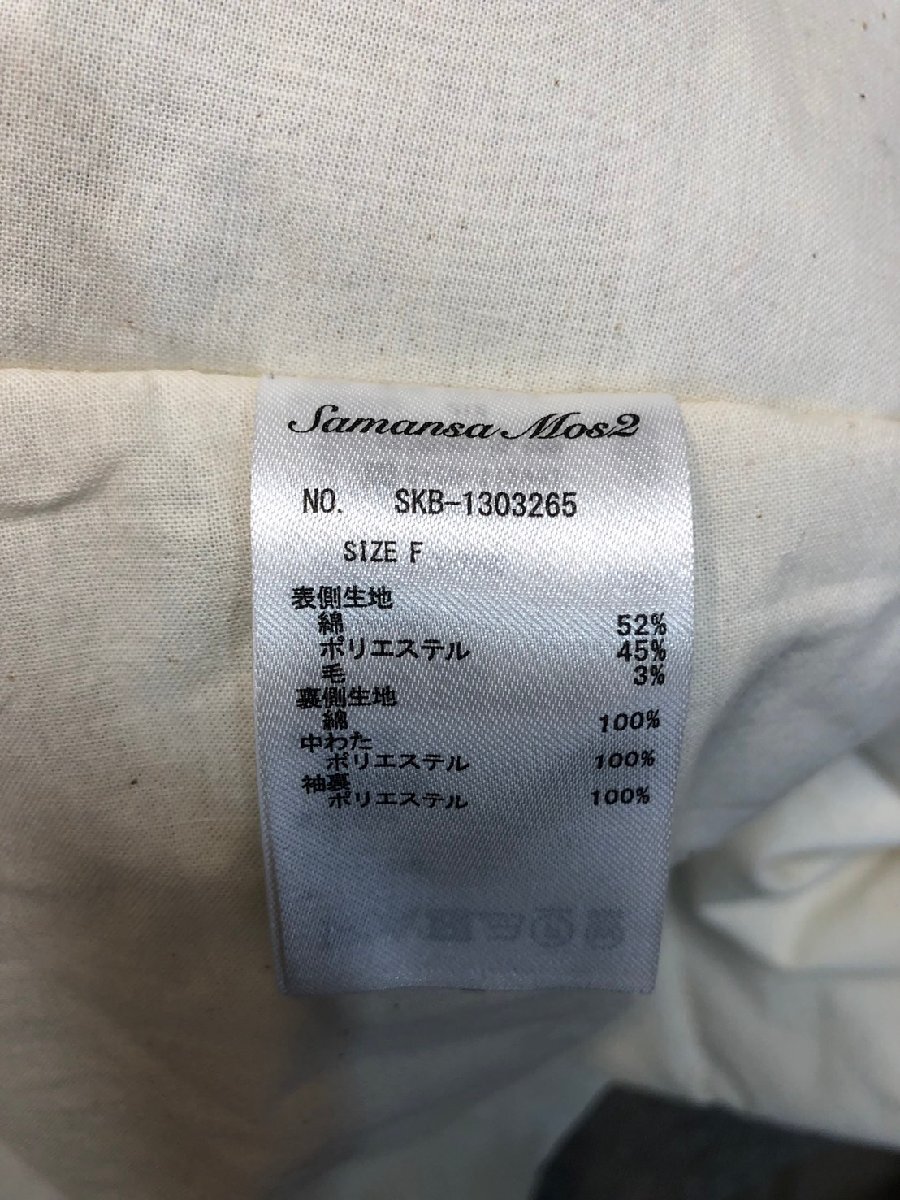 Samansa Mos2
NO. SKB-1303265
SIZE F
表側生地
綿 52%
ポリエステル 45%
毛 3%
裏側生地
綿 100%
中わた
ポリエステル 100%
袖裏
ポリエステル 100%